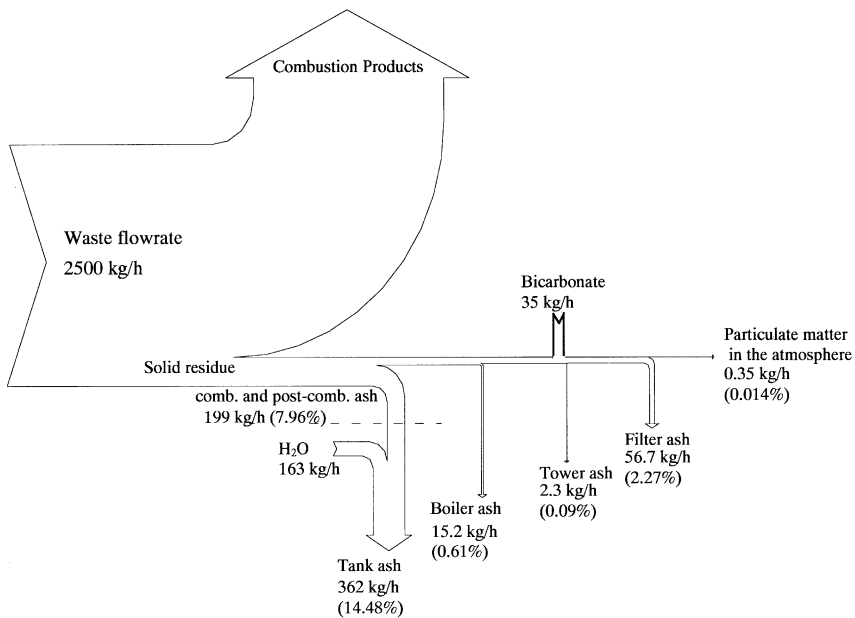 Combustion Products
Waste flowrate
2500 kg/h
Bicarbonate
35 kg/h
Particulate matter
in the atmosphere
0.35 kg/h
(0.014%)
Solid residue
comb. and post-comb. ash
199 kg/h (7.96%)
H₂O
163 kg/h
Filter ash
56.7 kg/h
(2.27%)
Tower ash
2.3 kg/h
(0.09%)
Boiler ash
15.2 kg/h
(0.61%)
Tank ash
362 kg/h
(14.48%)